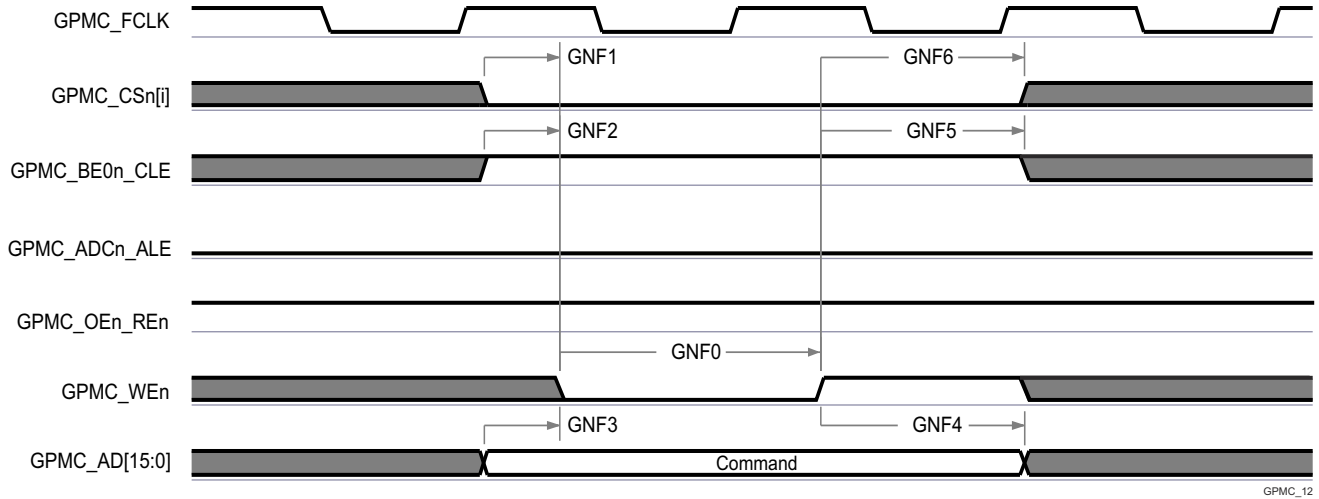 GPMC_FCLK
GNF1
GNF6
GPMC_CSn[i]
GNF2
GNF5
GPMC_BE0n_CLE
GPMC_ADCn_ALE
GPMC_OEn_REn
GNF0
GPMC_WEn
GNF3
GNF4
GPMC_AD[15:0]
Command
GPMC_12